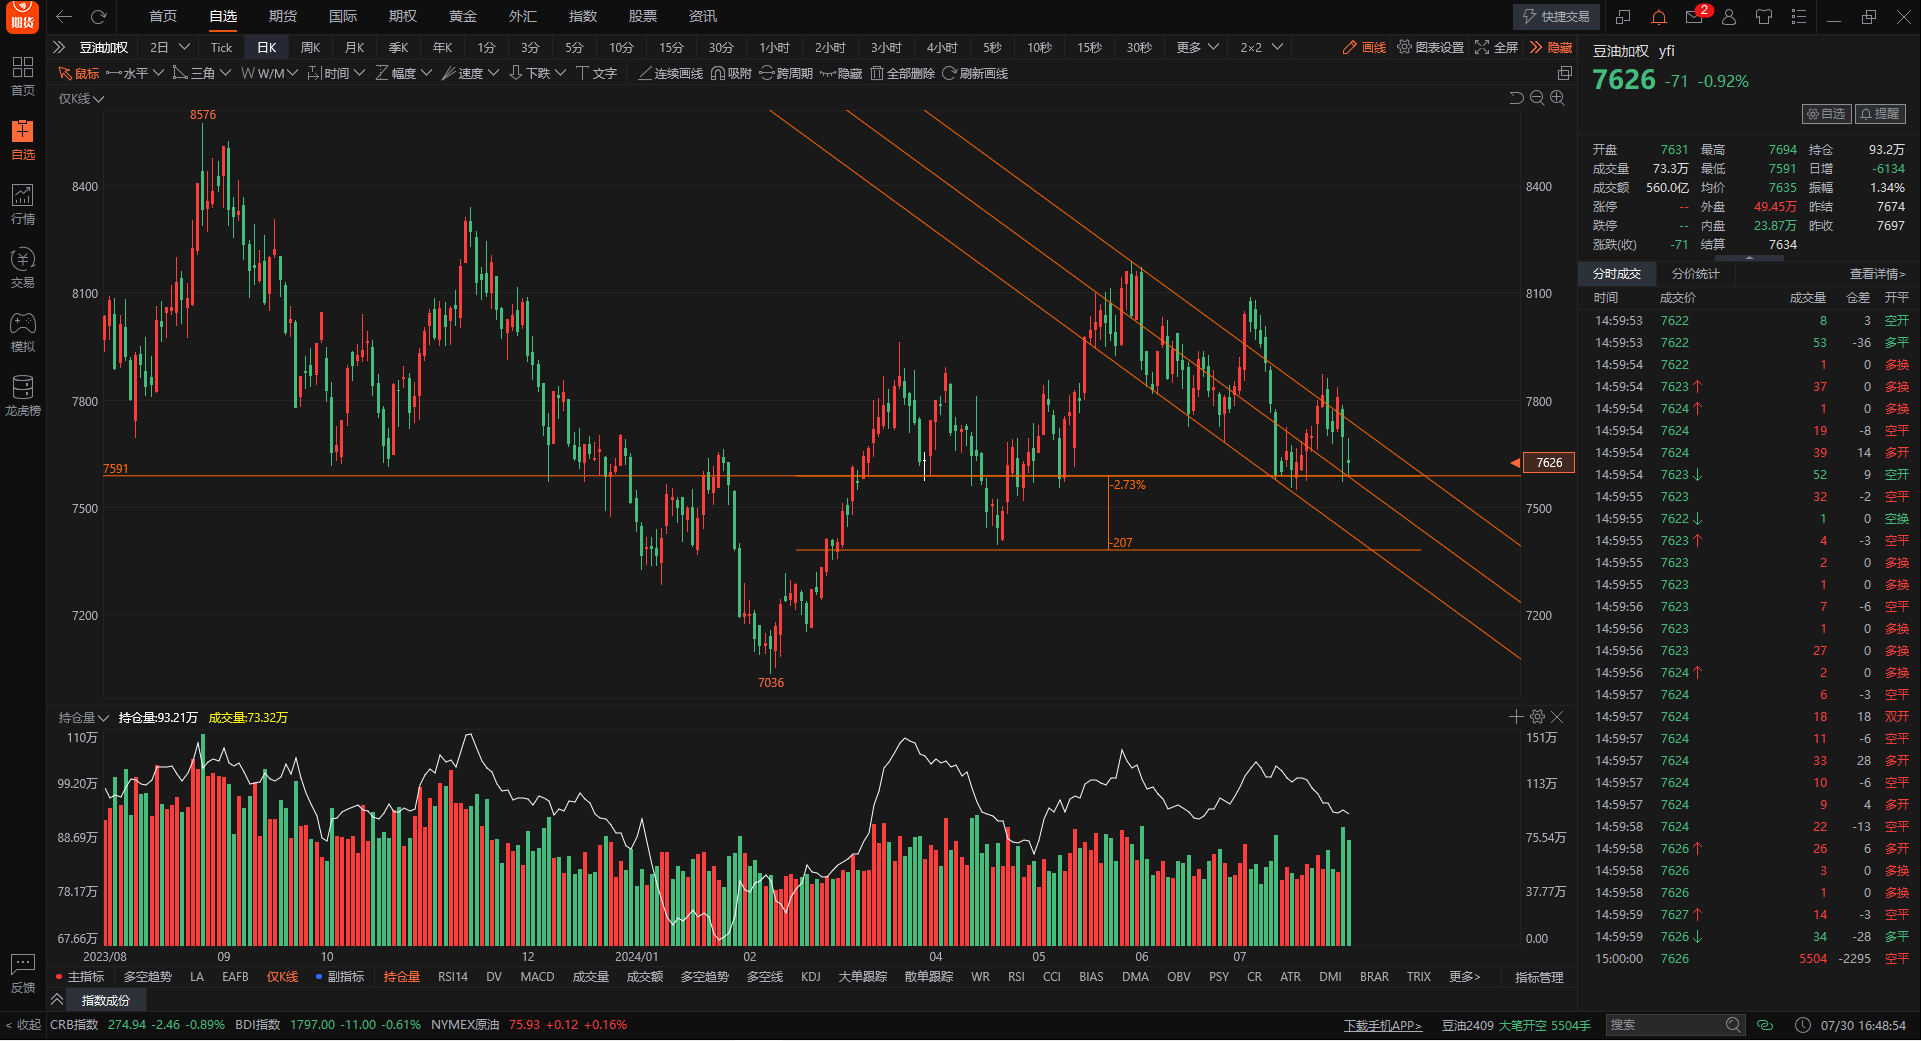 期货
首页 自选 期货 国际 期权 黄金 外汇 指数 股票 资讯
快捷交易 2
豆油加权 2日 Tick 日K 周K 月K 季K 年K 1分 3分 5分 10分 15分 30分 1小时 2小时 3小时 4小时 5秒 10秒 15秒 30秒 更多 2×2 画线 图表设置 全屏 隐藏
鼠标 水平 三角 W/M 时间 幅度 速度 下跌 文字 连续画线 吸附 跨周期 隐藏 全部删除 刷新画线
仅K线
首页
自选
行情
交易
模拟
龙虎榜
反馈
8576
8400 8400
8100 8100
7800 7800
7591
7626
-2.73%
7500 7500
-207
7200 7200
7036
持仓量 持仓量:93.21万 成交量:73.32万
110万 151万
99.20万 113万
88.69万 75.54万
78.17万 37.77万
67.66万 0.00
2023/08 09 10 12 2024/01 02 04 05 06 07
主指标 多空趋势 LA EAFB 仅K线 副指标 持仓量 RSI14 DV MACD 成交量 成交额 多空趋势 多空线 KDJ 大单跟踪 散单跟踪 WR RSI CCI BIAS DMA OBV PSY CR ATR DMI BRAR TRIX 更多> 指标管理
指数成份
豆油加权 yfi
7626 -71 -0.92%
自选 提醒
开盘 7631 最高 7694 持仓 93.2万
成交量 73.3万 最低 7591 日增 -6134
成交额 560.0亿 均价 7635 振幅 1.34%
涨停 -- 外盘 49.45万 昨结 7674
跌停 -- 内盘 23.87万 昨收 7697
涨跌(收) -71 结算 7634
分时成交 分价统计 查看详情>
时间 成交价 成交量 仓差 开平
14:59:53 7622 8 3 空开
14:59:53 7622 53 -36 多平
14:59:54 7622 1 0 多换
14:59:54 7623↑ 37 0 多换
14:59:54 7624↑ 1 0 多换
14:59:54 7624 19 -8 空平
14:59:54 7624 39 14 多开
14:59:54 7623↓ 52 9 空开
14:59:55 7623 32 -2 空平
14:59:55 7622↓ 1 0 空换
14:59:55 7623↑ 4 -3 空平
14:59:55 7623 2 0 多换
14:59:55 7623 1 0 多换
14:59:56 7623 7 -6 空平
14:59:56 7623 1 0 多换
14:59:56 7623 27 0 多换
14:59:56 7624↑ 2 0 多换
14:59:57 7624 6 -3 空平
14:59:57 7624 18 18 双开
14:59:57 7624 11 -6 空平
14:59:57 7624 33 28 多开
14:59:57 7624 10 -6 空平
14:59:57 7624 9 4 多开
14:59:58 7624 22 -13 空平
14:59:58 7626↑ 26 6 多开
14:59:58 7626 3 0 多换
14:59:58 7626 1 0 多换
14:59:59 7627↑ 14 -3 空平
14:59:59 7626↓ 34 -28 多平
15:00:00 7626 5504 -2295 空平
< 收起 CRB指数 274.94 -2.46 -0.89% BDI指数 1797.00 -11.00 -0.61% NYMEX原油 75.93 +0.12 +0.16% 下载手机APP> 豆油2409 大笔开空 5504手 搜索 07/30 16:48:54